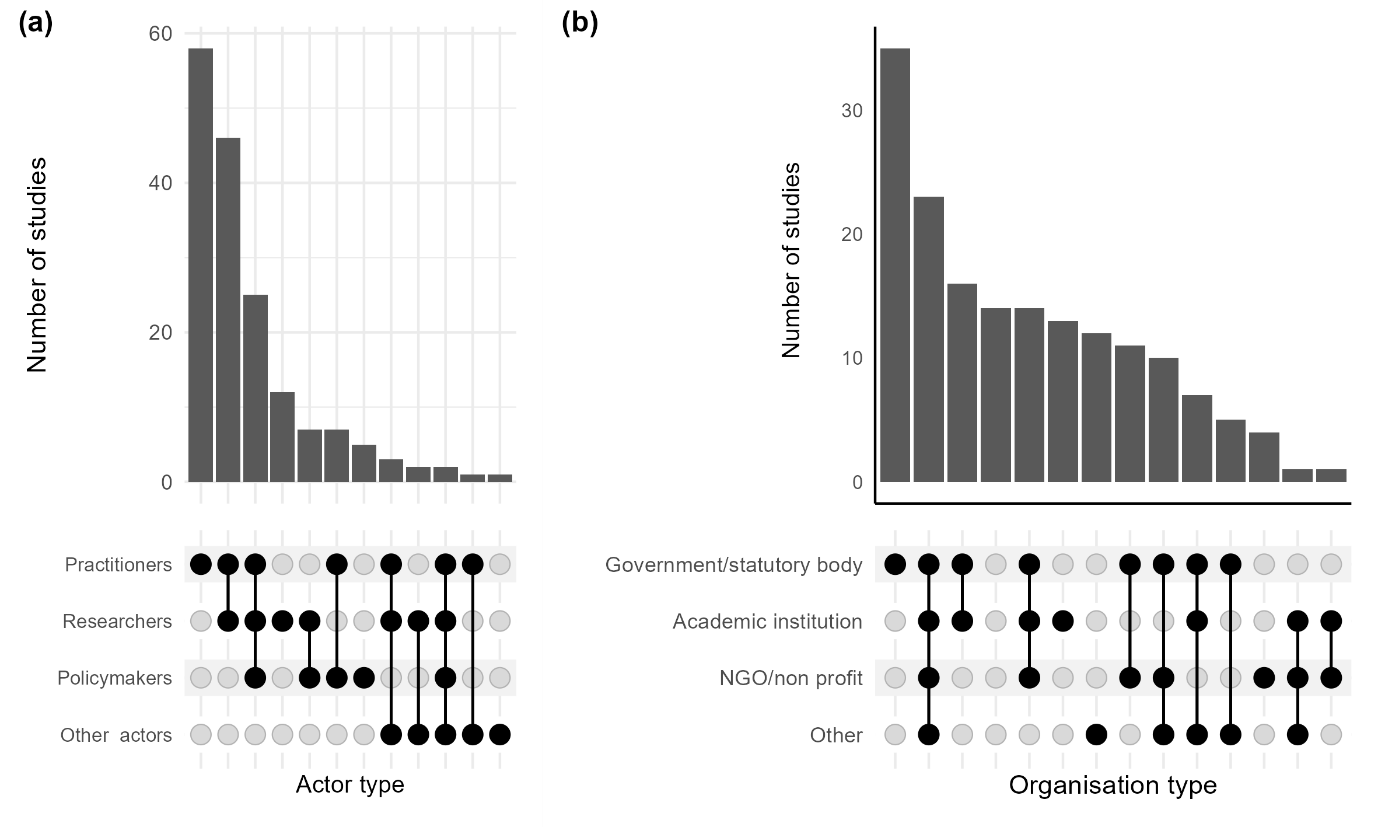 (a)
Number of studies
60
40
20
0
Practitioners
Researchers
Policymakers
Other  actors
Actor type
(b)
Number of studies
30
20
10
0
Government/statutory body
Academic institution
NGO/non profit
Other
Organisation type